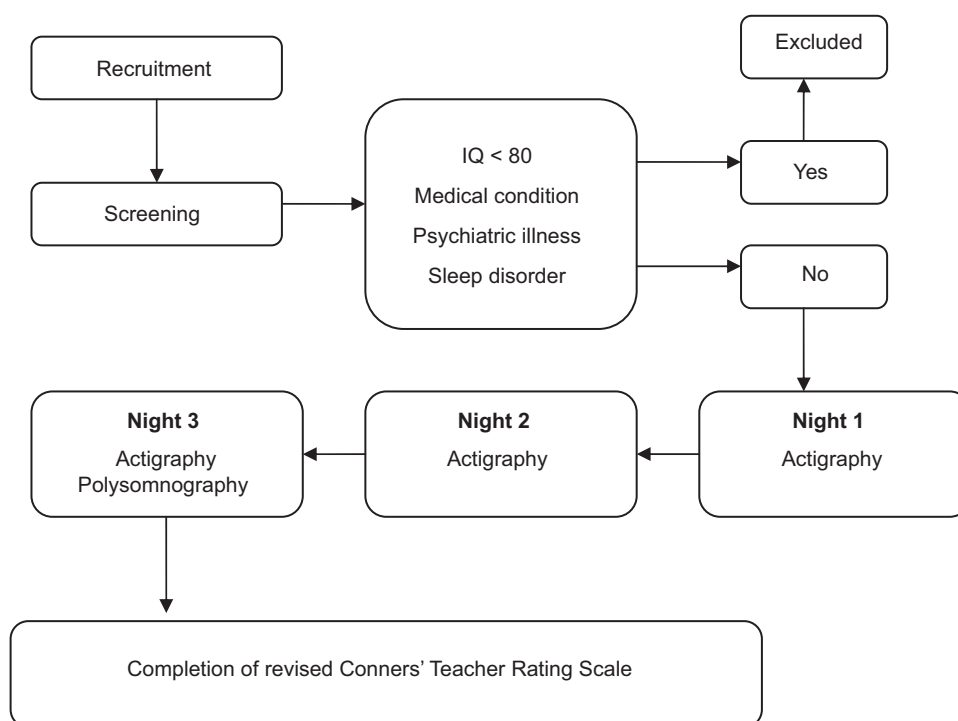 Recruitment
Screening
IQ < 80
Medical condition
Psychiatric illness
Sleep disorder
Excluded
Yes
No
Night 1
Actigraphy
Night 2
Actigraphy
Night 3
Actigraphy
Polysomnography
Completion of revised Conners’ Teacher Rating Scale